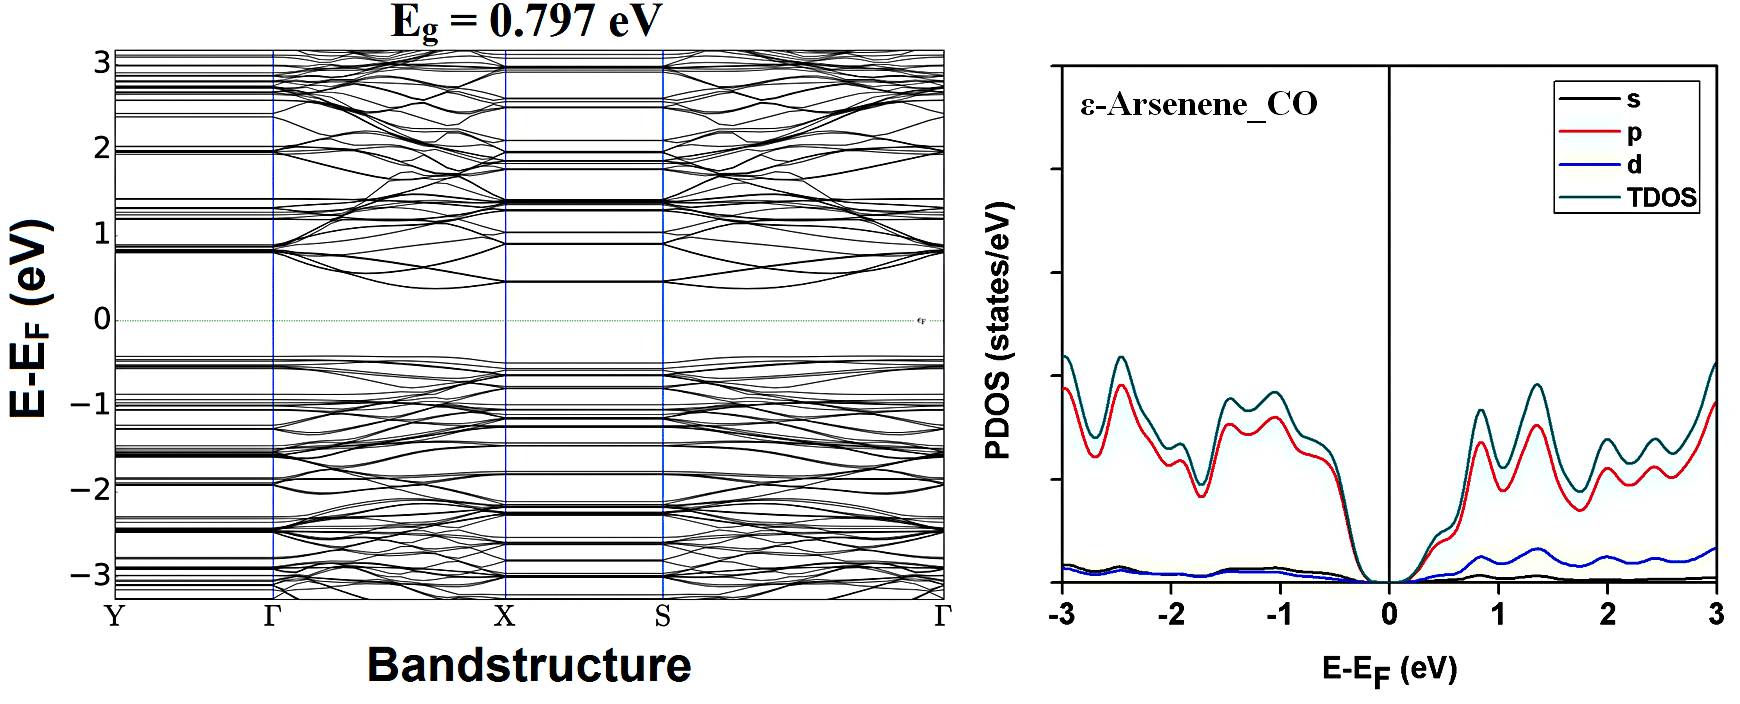 Eg = 0.797 eV
E-EF (eV)
3
2
1
0
−1
−2
−3
εF
Y Γ X S Γ
Bandstructure
ε-Arsenene_CO
s
p
d
TDOS
PDOS (states/eV)
-3 -2 -1 0 1 2 3
E-EF (eV)